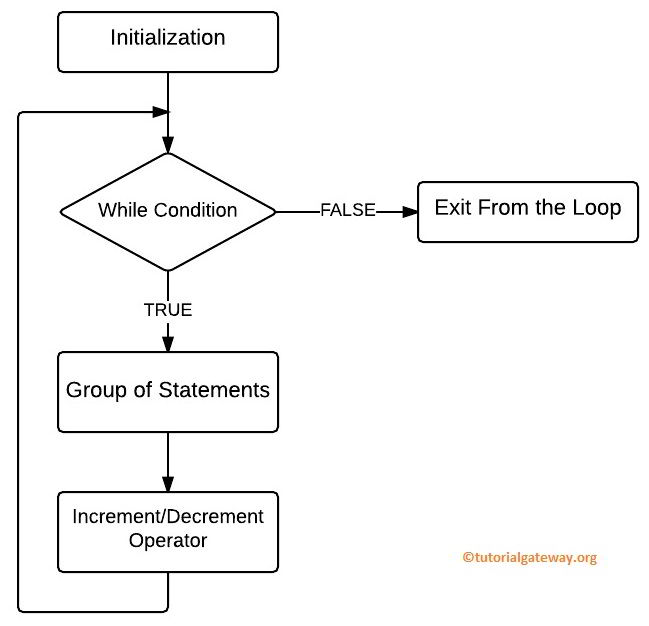 Initialization
While Condition
FALSE
Exit From the Loop
TRUE
Group of Statements
Increment/Decrement
Operator
©tutorialgateway.org